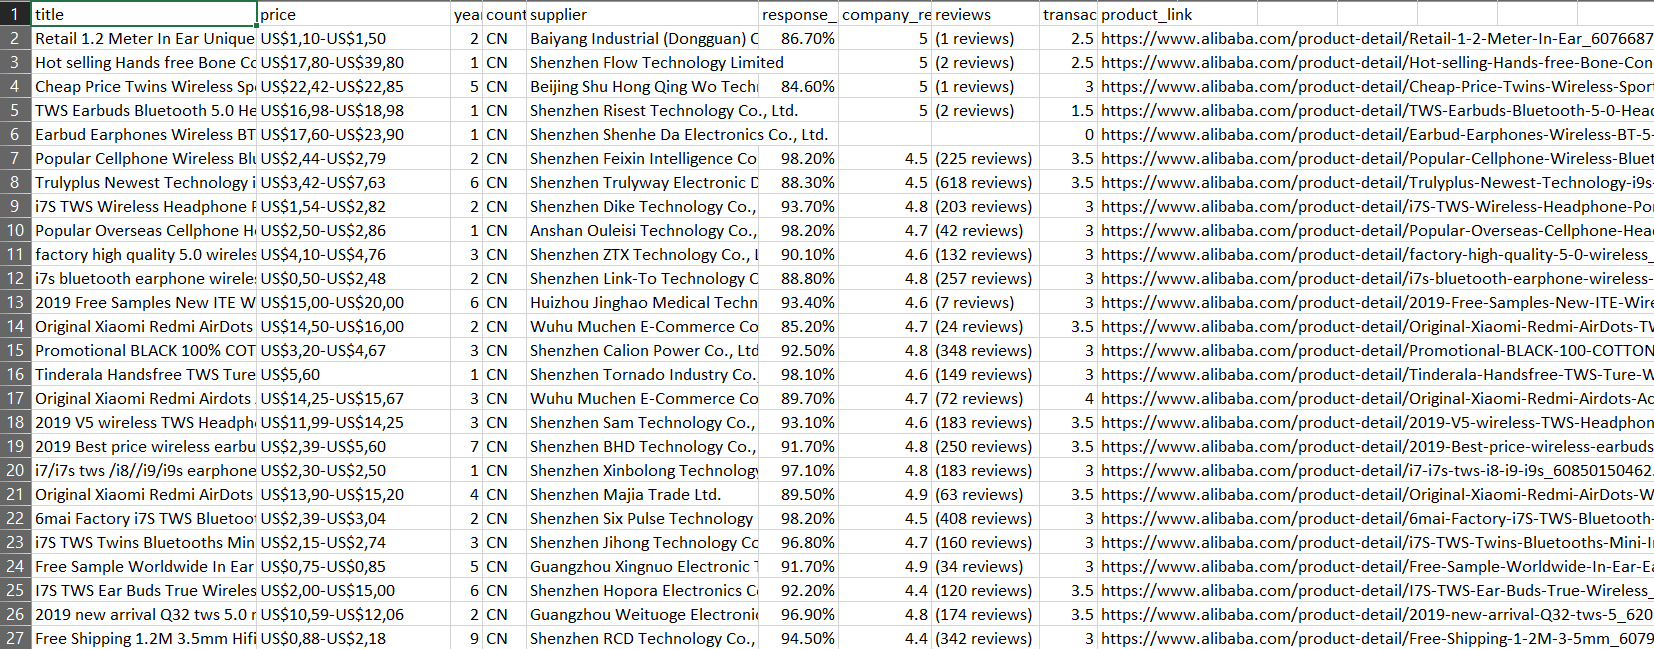 1 title price year count supplier response_ company_re reviews transac product_link
2 Retail 1.2 Meter In Ear Unique US$1,10-US$1,50 2 CN Baiyang Industrial (Dongguan) C 86.70% 5 (1 reviews) 2.5 https://www.alibaba.com/product-detail/Retail-1-2-Meter-In-Ear_6076687
3 Hot selling Hands free Bone Co US$17,80-US$39,80 1 CN Shenzhen Flow Technology Limited 5 (2 reviews) 2.5 https://www.alibaba.com/product-detail/Hot-selling-Hands-free-Bone-Con
4 Cheap Price Twins Wireless Sp US$22,42-US$22,85 5 CN Beijing Shu Hong Qing Wo Techn 84.60% 5 (1 reviews) 3 https://www.alibaba.com/product-detail/Cheap-Price-Twins-Wireless-Sport
5 TWS Earbuds Bluetooth 5.0 He US$16,98-US$18,98 1 CN Shenzhen Risest Technology Co., Ltd. 5 (2 reviews) 1.5 https://www.alibaba.com/product-detail/TWS-Earbuds-Bluetooth-5-0-Head
6 Earbud Earphones Wireless BT US$17,60-US$23,90 1 CN Shenzhen Shenhe Da Electronics Co., Ltd. 0 https://www.alibaba.com/product-detail/Earbud-Earphones-Wireless-BT-5-
7 Popular Cellphone Wireless Blu US$2,44-US$2,79 2 CN Shenzhen Feixin Intelligence Co 98.20% 4.5 (225 reviews) 3.5 https://www.alibaba.com/product-detail/Popular-Cellphone-Wireless-Bluet
8 Trulyplus Newest Technology i US$3,42-US$7,63 6 CN Shenzhen Trulyway Electronic D 88.30% 4.5 (618 reviews) 3.5 https://www.alibaba.com/product-detail/Trulyplus-Newest-Technology-i9s-
9 i7S TWS Wireless Headphone P US$1,54-US$2,82 2 CN Shenzhen Dike Technology Co., 93.70% 4.8 (203 reviews) 3 https://www.alibaba.com/product-detail/i7S-TWS-Wireless-Headphone-Po
10 Popular Overseas Cellphone He US$2,50-US$2,86 1 CN Anshan Ouleisi Technology Co., 98.20% 4.7 (42 reviews) 3 https://www.alibaba.com/product-detail/Popular-Overseas-Cellphone-Hea
11 factory high quality 5.0 wireles US$4,10-US$4,76 3 CN Shenzhen ZTX Technology Co., L 90.10% 4.6 (132 reviews) 3 https://www.alibaba.com/product-detail/factory-high-quality-5-0-wireless_
12 i7s bluetooth earphone wirele US$0,50-US$2,48 2 CN Shenzhen Link-To Technology C 88.80% 4.8 (257 reviews) 3 https://www.alibaba.com/product-detail/i7s-bluetooth-earphone-wireless-
13 2019 Free Samples New ITE W US$15,00-US$20,00 6 CN Huizhou Jinghao Medical Techn 93.40% 4.6 (7 reviews) 3 https://www.alibaba.com/product-detail/2019-Free-Samples-New-ITE-Wire
14 Original Xiaomi Redmi AirDots US$14,50-US$16,00 2 CN Wuhu Muchen E-Commerce Co 85.20% 4.7 (24 reviews) 3.5 https://www.alibaba.com/product-detail/Original-Xiaomi-Redmi-AirDots-TW
15 Promotional BLACK 100% COT US$3,20-US$4,67 3 CN Shenzhen Calion Power Co., Ltd 92.50% 4.8 (348 reviews) 3 https://www.alibaba.com/product-detail/Promotional-BLACK-100-COTTON
16 Tinderala Handsfree TWS Ture US$5,60 1 CN Shenzhen Tornado Industry Co. 98.10% 4.6 (149 reviews) 3 https://www.alibaba.com/product-detail/Tinderala-Handsfree-TWS-Ture-W
17 Original Xiaomi Redmi Airdots US$14,25-US$15,67 3 CN Wuhu Muchen E-Commerce Co 89.70% 4.7 (72 reviews) 4 https://www.alibaba.com/product-detail/Original-Xiaomi-Redmi-Airdots-Ac
18 2019 V5 wireless TWS Headph US$11,99-US$14,25 3 CN Shenzhen Sam Technology Co., 93.10% 4.6 (183 reviews) 3.5 https://www.alibaba.com/product-detail/2019-V5-wireless-TWS-Headphon
19 2019 Best price wireless earbu US$2,39-US$5,60 7 CN Shenzhen BHD Technology Co., 91.70% 4.8 (250 reviews) 3.5 https://www.alibaba.com/product-detail/2019-Best-price-wireless-earbuds
20 i7/i7s tws /i8//i9/i9s earphone US$2,30-US$2,50 1 CN Shenzhen Xinbolong Technology 97.10% 4.8 (183 reviews) 3 https://www.alibaba.com/product-detail/i7-i7s-tws-i8-i9-i9s_60850150462.
21 Original Xiaomi Redmi AirDots US$13,90-US$15,20 4 CN Shenzhen Majia Trade Ltd. 89.50% 4.9 (63 reviews) 3.5 https://www.alibaba.com/product-detail/Original-Xiaomi-Redmi-AirDots-W
22 6mai Factory i7S TWS Bluetoot US$2,39-US$3,04 2 CN Shenzhen Six Pulse Technology 98.20% 4.5 (408 reviews) 3 https://www.alibaba.com/product-detail/6mai-Factory-i7S-TWS-Bluetooth-
23 i7S TWS Twins Bluetooths Min US$2,15-US$2,74 3 CN Shenzhen Jihong Technology Co 96.80% 4.7 (160 reviews) 3 https://www.alibaba.com/product-detail/i7S-TWS-Twins-Bluetooths-Mini-I
24 Free Sample Worldwide In Ear US$0,75-US$0,85 5 CN Guangzhou Xingnuo Electronic T 91.70% 4.9 (34 reviews) 3 https://www.alibaba.com/product-detail/Free-Sample-Worldwide-In-Ear-Ea
25 I7S TWS Ear Buds True Wireles US$2,00-US$15,00 6 CN Shenzhen Hopora Electronics C 92.20% 4.4 (120 reviews) 3.5 https://www.alibaba.com/product-detail/I7S-TWS-Ear-Buds-True-Wireless_
26 2019 new arrival Q32 tws 5.0 r US$10,59-US$12,06 2 CN Guangzhou Weituoge Electronic 96.90% 4.8 (174 reviews) 3.5 https://www.alibaba.com/product-detail/2019-new-arrival-Q32-tws-5_620
27 Free Shipping 1.2M 3.5mm Hifi US$0,88-US$2,18 9 CN Shenzhen RCD Technology Co., 94.50% 4.4 (342 reviews) 3 https://www.alibaba.com/product-detail/Free-Shipping-1-2M-3-5mm_6079